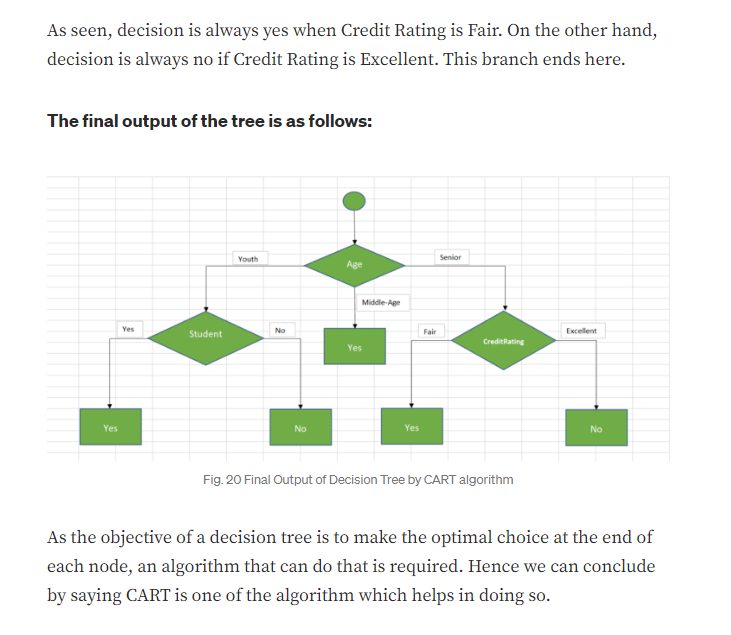 As seen, decision is always yes when Credit Rating is Fair. On the other hand,
decision is always no if Credit Rating is Excellent. This branch ends here.
The final output of the tree is as follows:
Youth
Age
Senior
Middle-Age
Yes
Student
No
Yes
Fair
CreditRating
Excellent
Yes
No
Yes
No
Fig. 20 Final Output of Decision Tree by CART algorithm
As the objective of a decision tree is to make the optimal choice at the end of
each node, an algorithm that can do that is required. Hence we can conclude
by saying CART is one of the algorithm which helps in doing so.